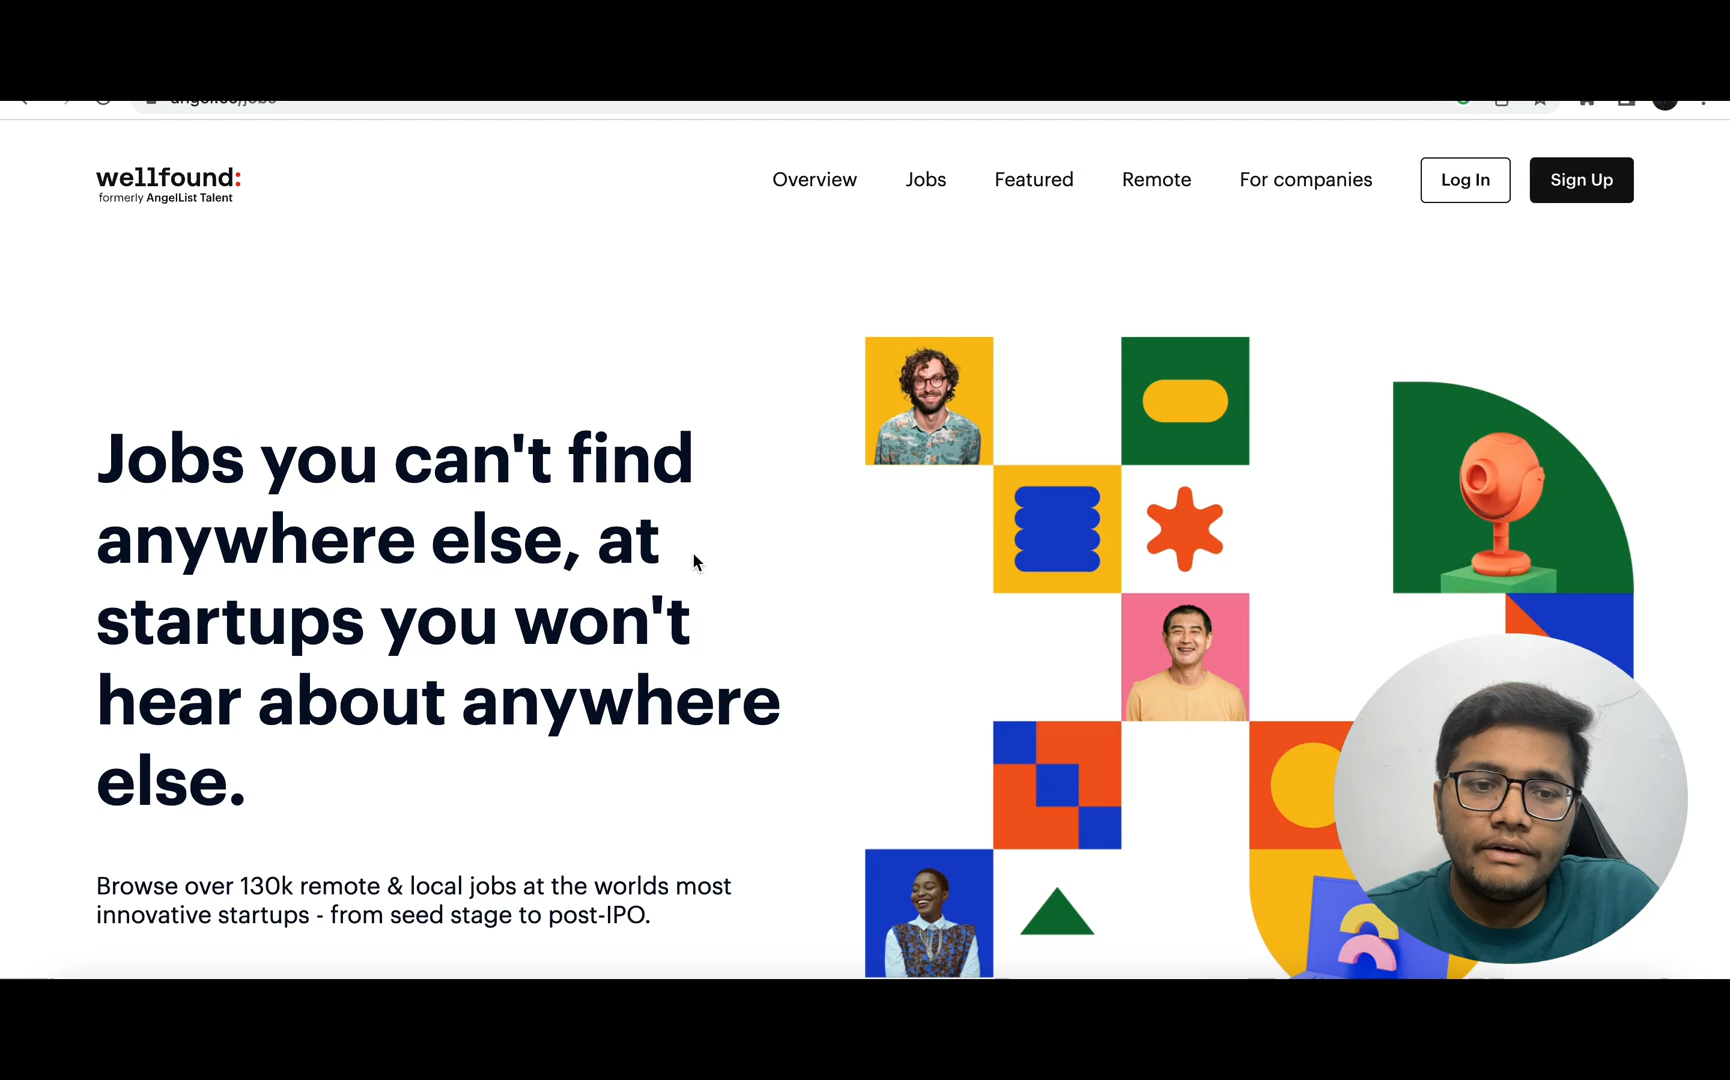 wellfound:
formerly AngelList Talent
Overview
Jobs
Featured
Remote
For companies
Log In
Sign Up
Jobs you can't find
anywhere else, at
startups you won't
hear about anywhere
else.
Browse over 130k remote & local jobs at the worlds most
innovative startups - from seed stage to post-IPO.